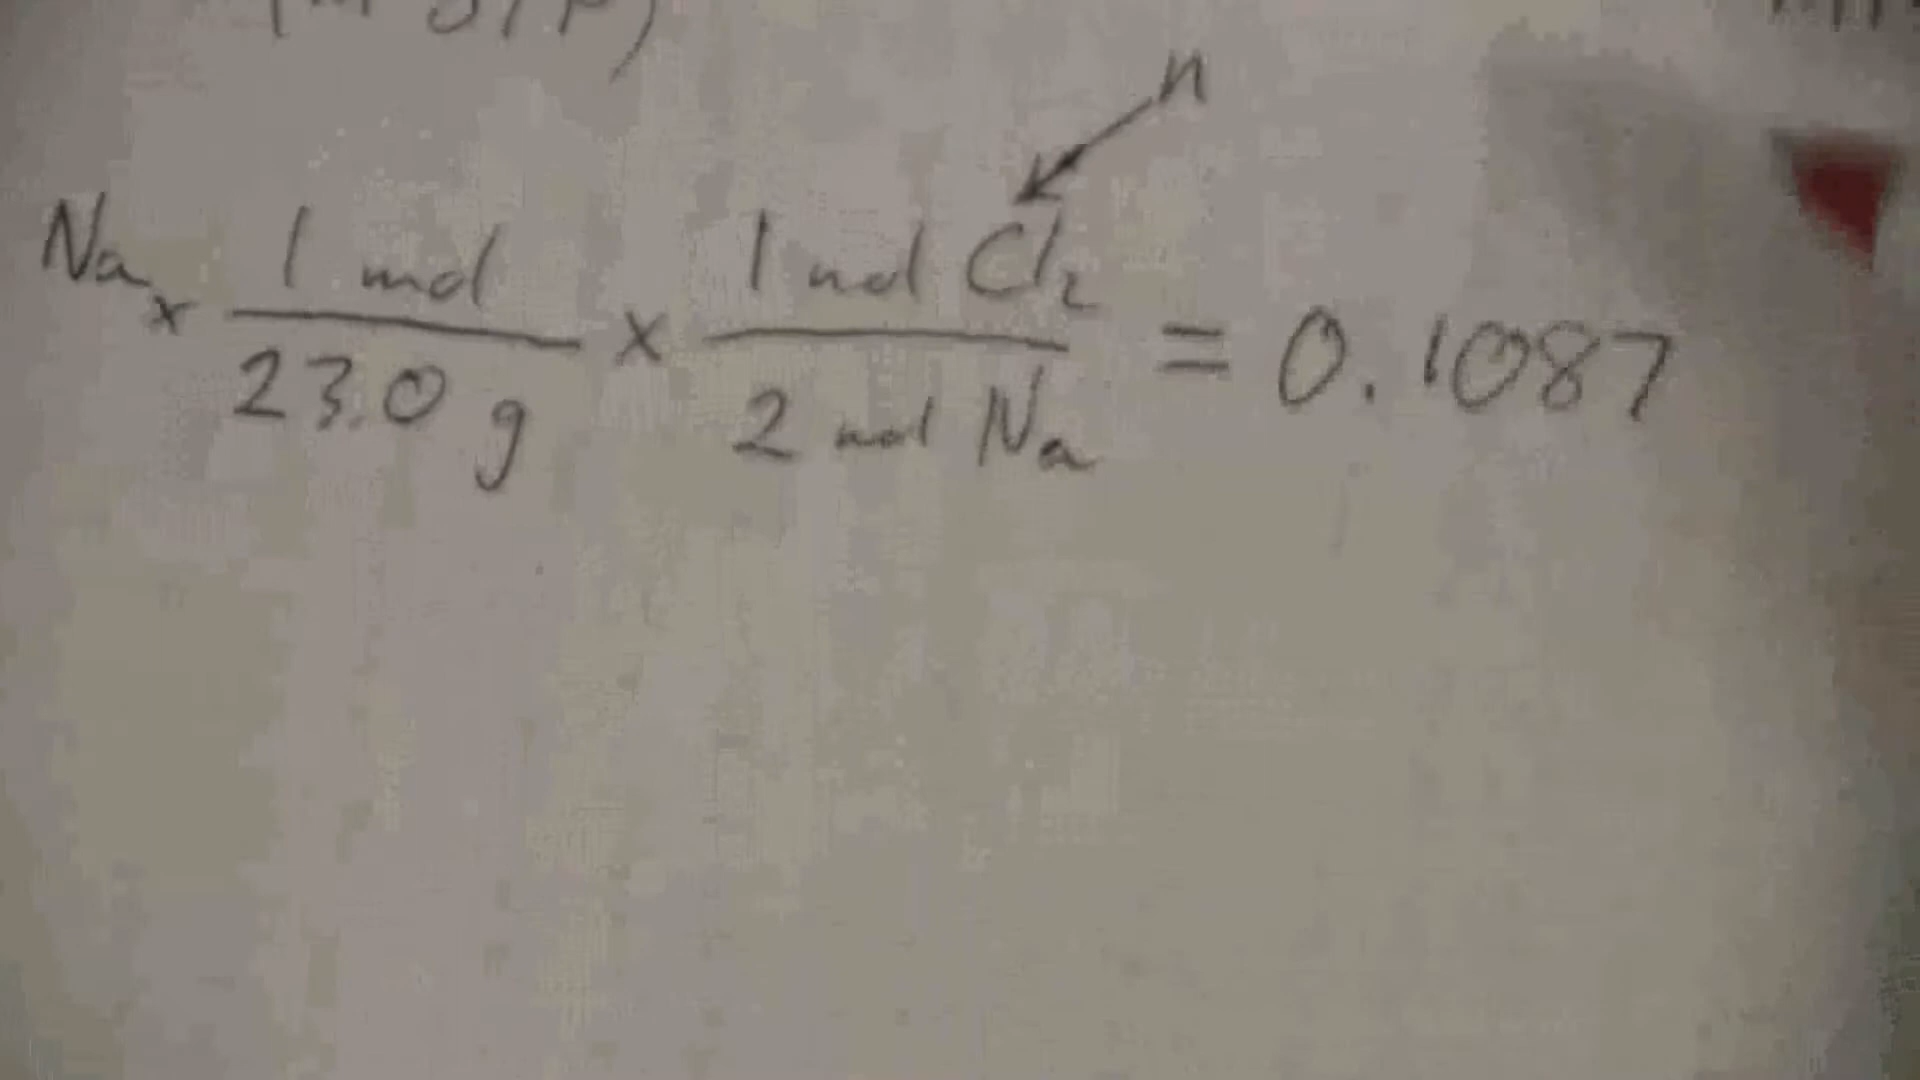 n
Na x 1 mol x 1 mol Cl₂ = 0.1087
23.0 g 2 mol Na